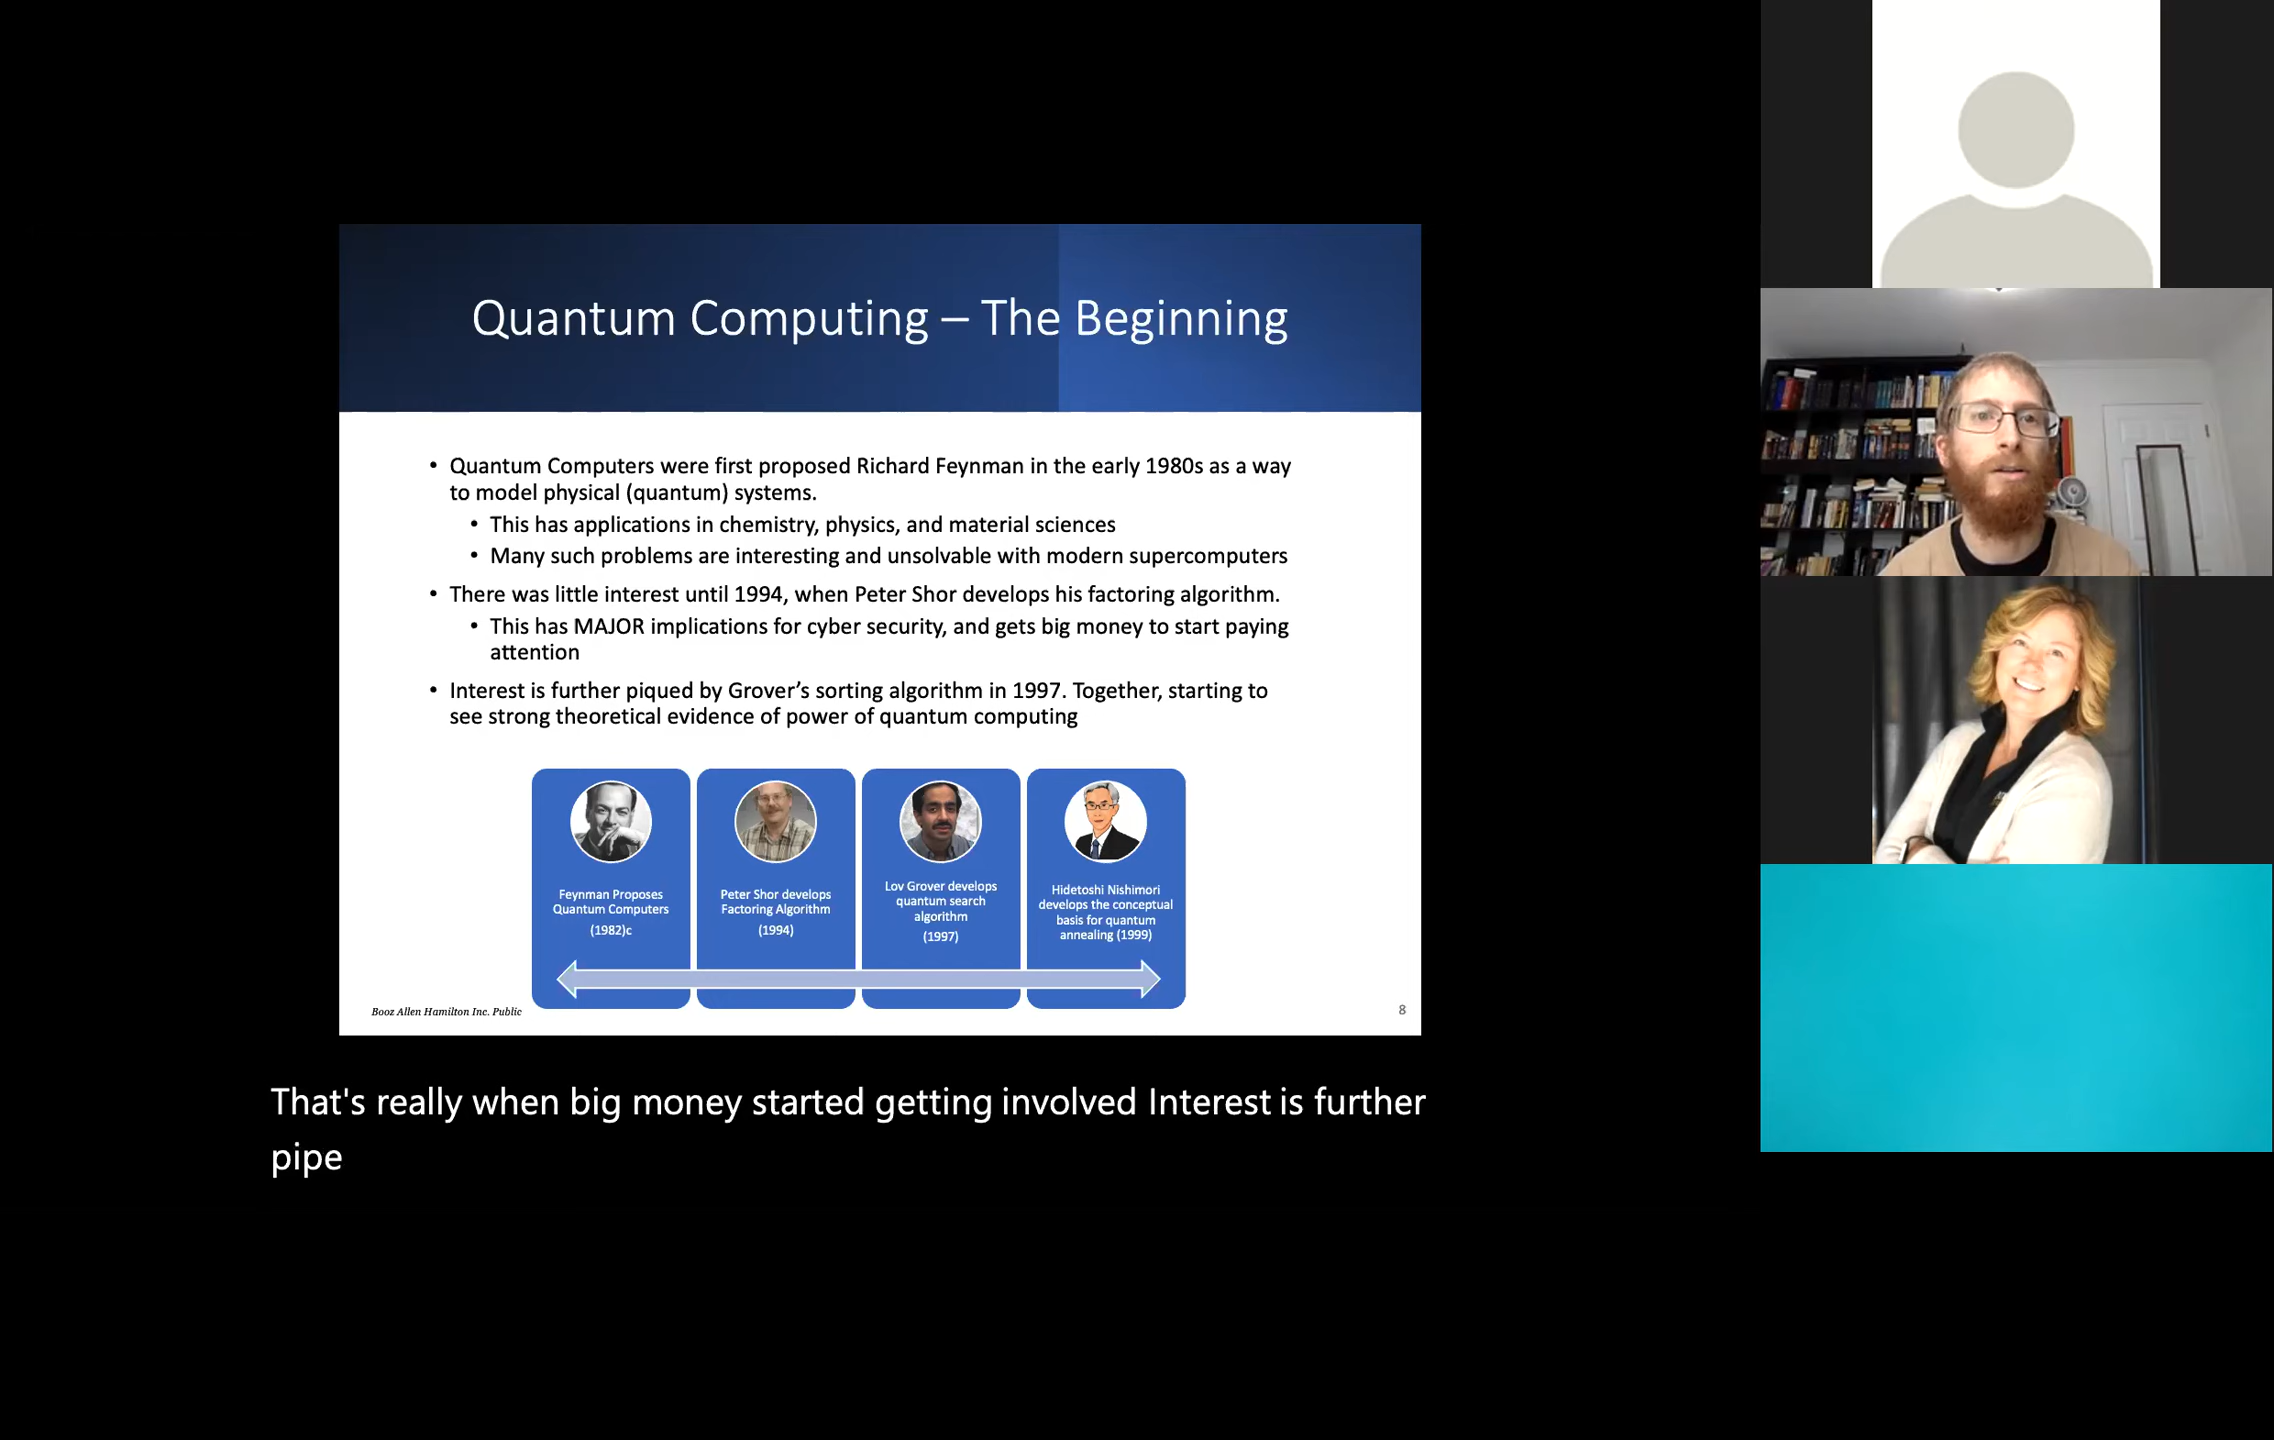 Quantum Computing – The Beginning
• Quantum Computers were first proposed Richard Feynman in the early 1980s as a way
to model physical (quantum) systems.
• This has applications in chemistry, physics, and material sciences
• Many such problems are interesting and unsolvable with modern supercomputers
• There was little interest until 1994, when Peter Shor develops his factoring algorithm.
• This has MAJOR implications for cyber security, and gets big money to start paying
attention
• Interest is further piqued by Grover’s sorting algorithm in 1997. Together, starting to
see strong theoretical evidence of power of quantum computing
Feynman Proposes
Quantum Computers
(1982)c
Peter Shor develops
Factoring Algorithm
(1994)
Lov Grover develops
quantum search
algorithm
(1997)
Hidetoshi Nishimori
develops the conceptual
basis for quantum
annealing (1999)
Booz Allen Hamilton Inc. Public
8
That's really when big money started getting involved Interest is further
pipe